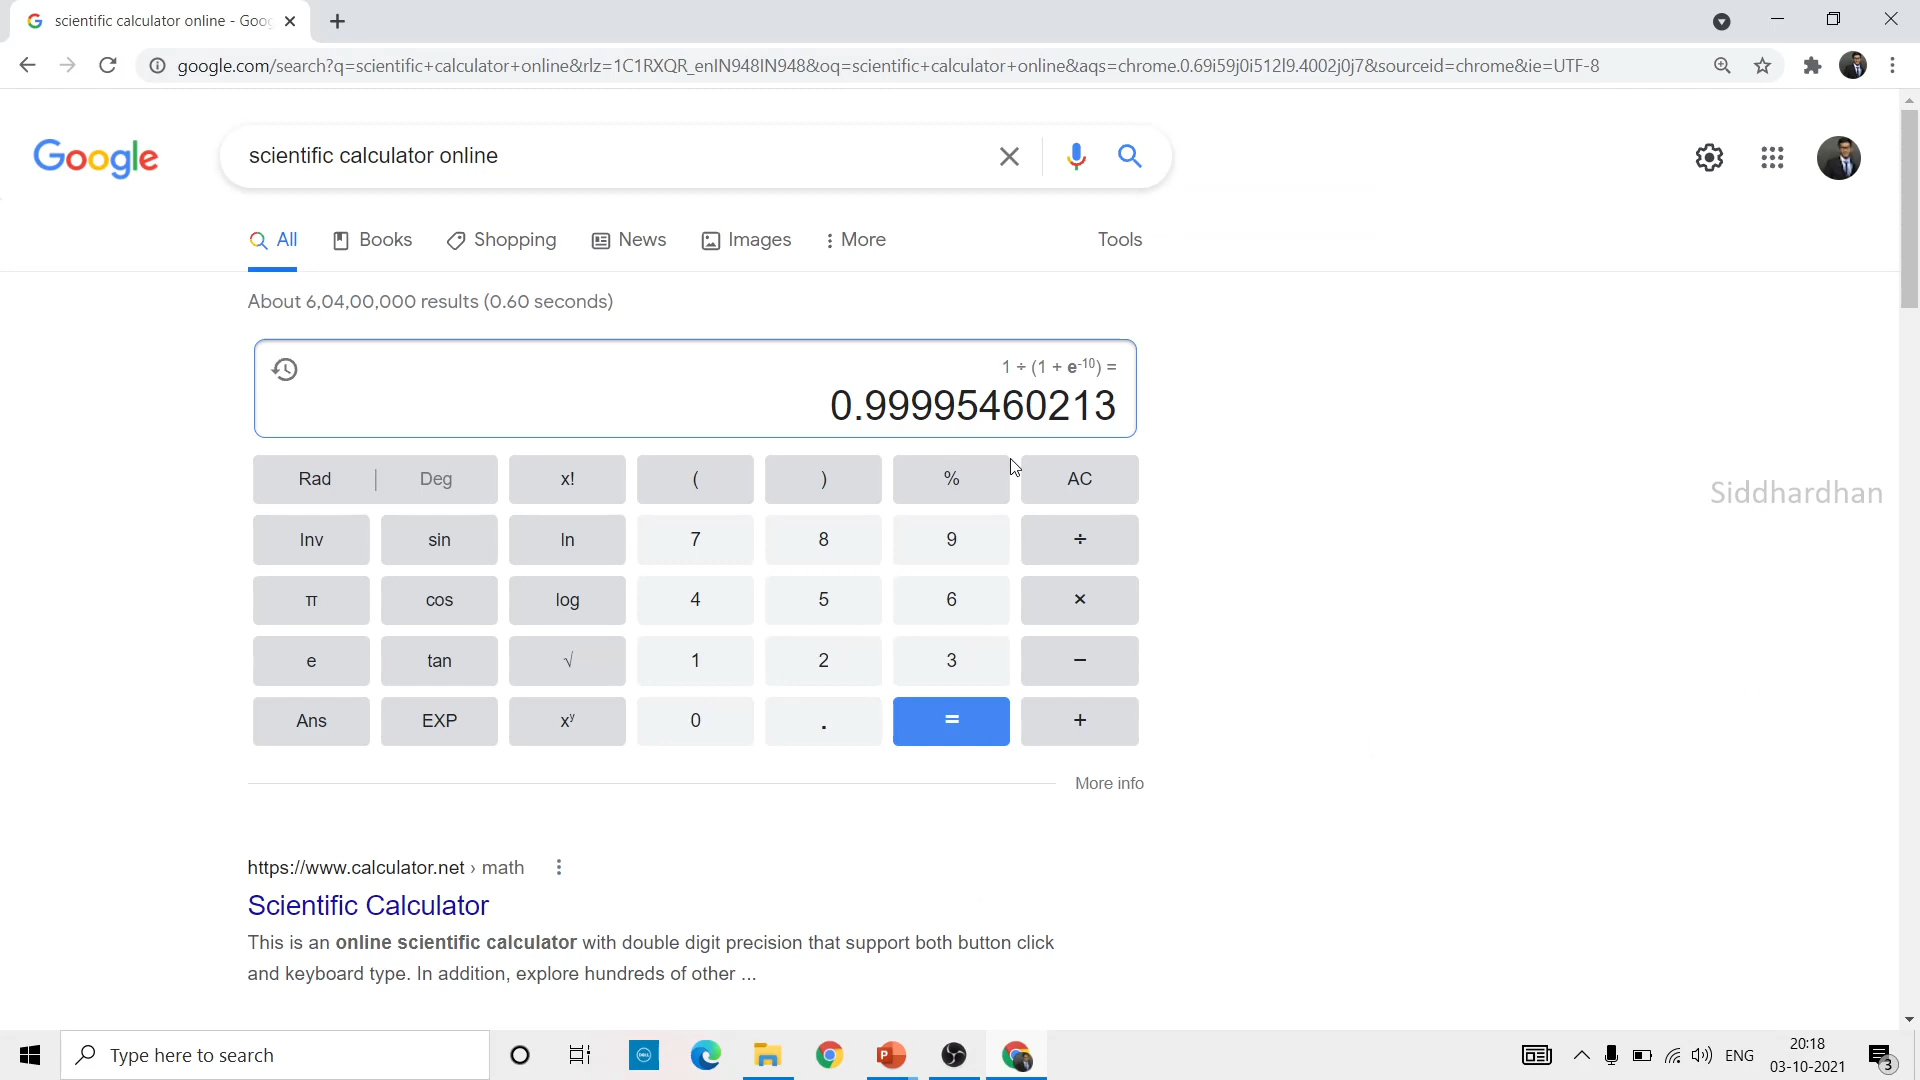 scientific calculator online - Goog
google.com/search?q=scientific+calculator+online&rlz=1C1RXQR_enIN948IN948&oq=scientific+calculator+online&aqs=chrome.0.69i59j0i512l9.4002j0j7&sourceid=chrome&ie=UTF-8
Google
scientific calculator online
All Books Shopping News Images More Tools
About 6,04,00,000 results (0.60 seconds)
1 ÷ (1 + e⁻¹⁰) =
0.99995460213
Rad | Deg x! ( ) % AC
Siddhardhan
Inv sin ln 7 8 9 ÷
π cos log 4 5 6 ×
e tan √ 1 2 3 −
Ans EXP xʸ 0 . = +
More info
https://www.calculator.net › math
Scientific Calculator
This is an online scientific calculator with double digit precision that support both button click
and keyboard type. In addition, explore hundreds of other ...
Type here to search
DELL
P
ENG
20:18
03-10-2021
3